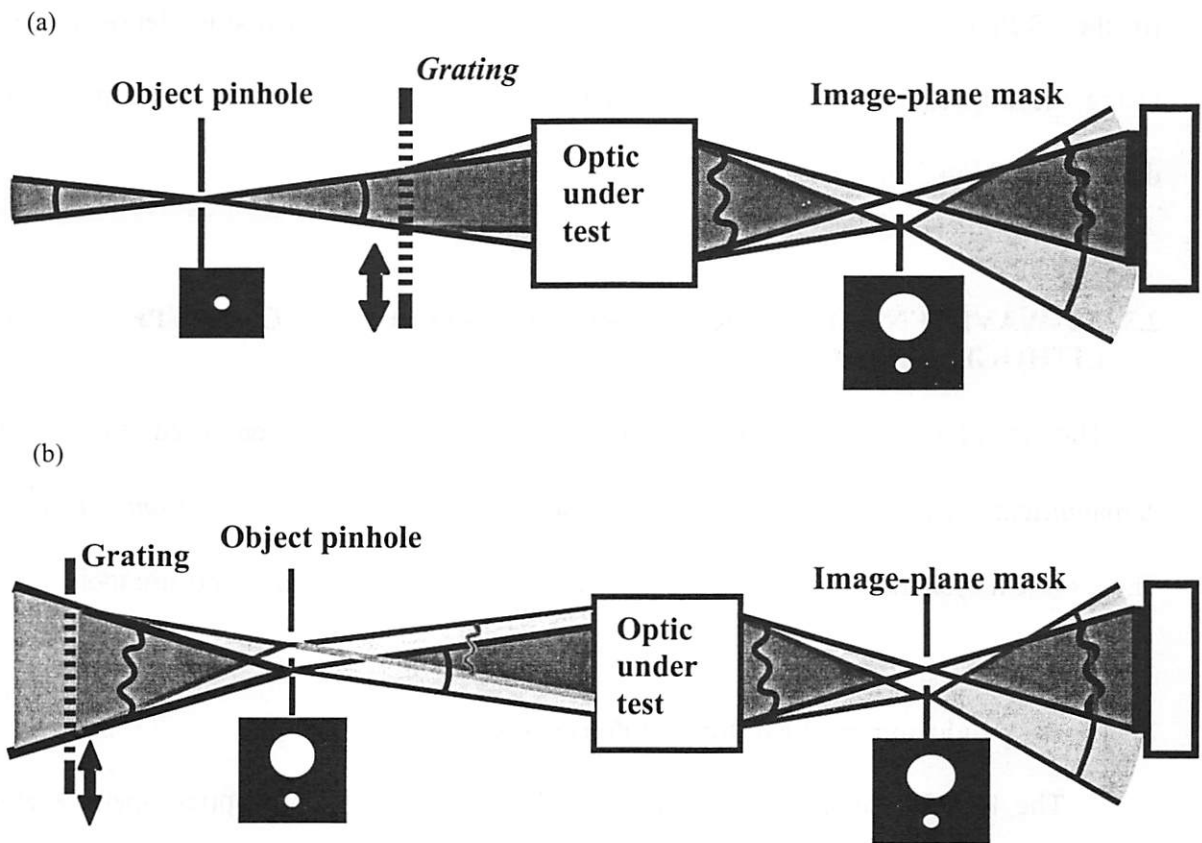 (a)
Grating
Object pinhole
Image-plane mask
Optic
under
test
(b)
Grating
Object pinhole
Image-plane mask
Optic
under
test